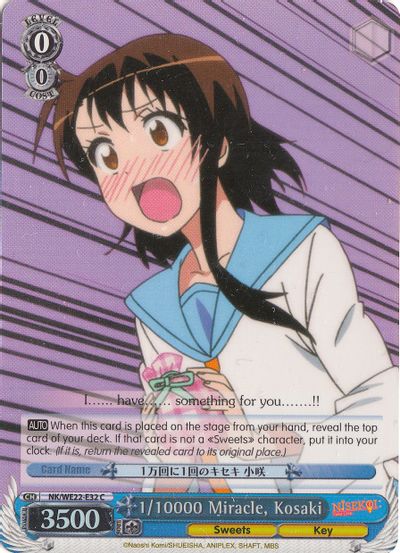 LEVEL
0
0
COST
I...... have...... something for you........!!
AUTO When this card is placed on the stage from your hand, reveal the top
card of your deck. If that card is not a «Sweets» character, put it into your
clock. (If it is, return the revealed card to its original place.)
Card Name
1万回に1回のキセキ 小咲
CH
NK/WE22-E32 C
1/10000 Miracle, Kosaki
NISEKOI
POWER
3500
SOUL
Sweets
Key
©Naoshi Komi/SHUEISHA, ANIPLEX, SHAFT, MBS